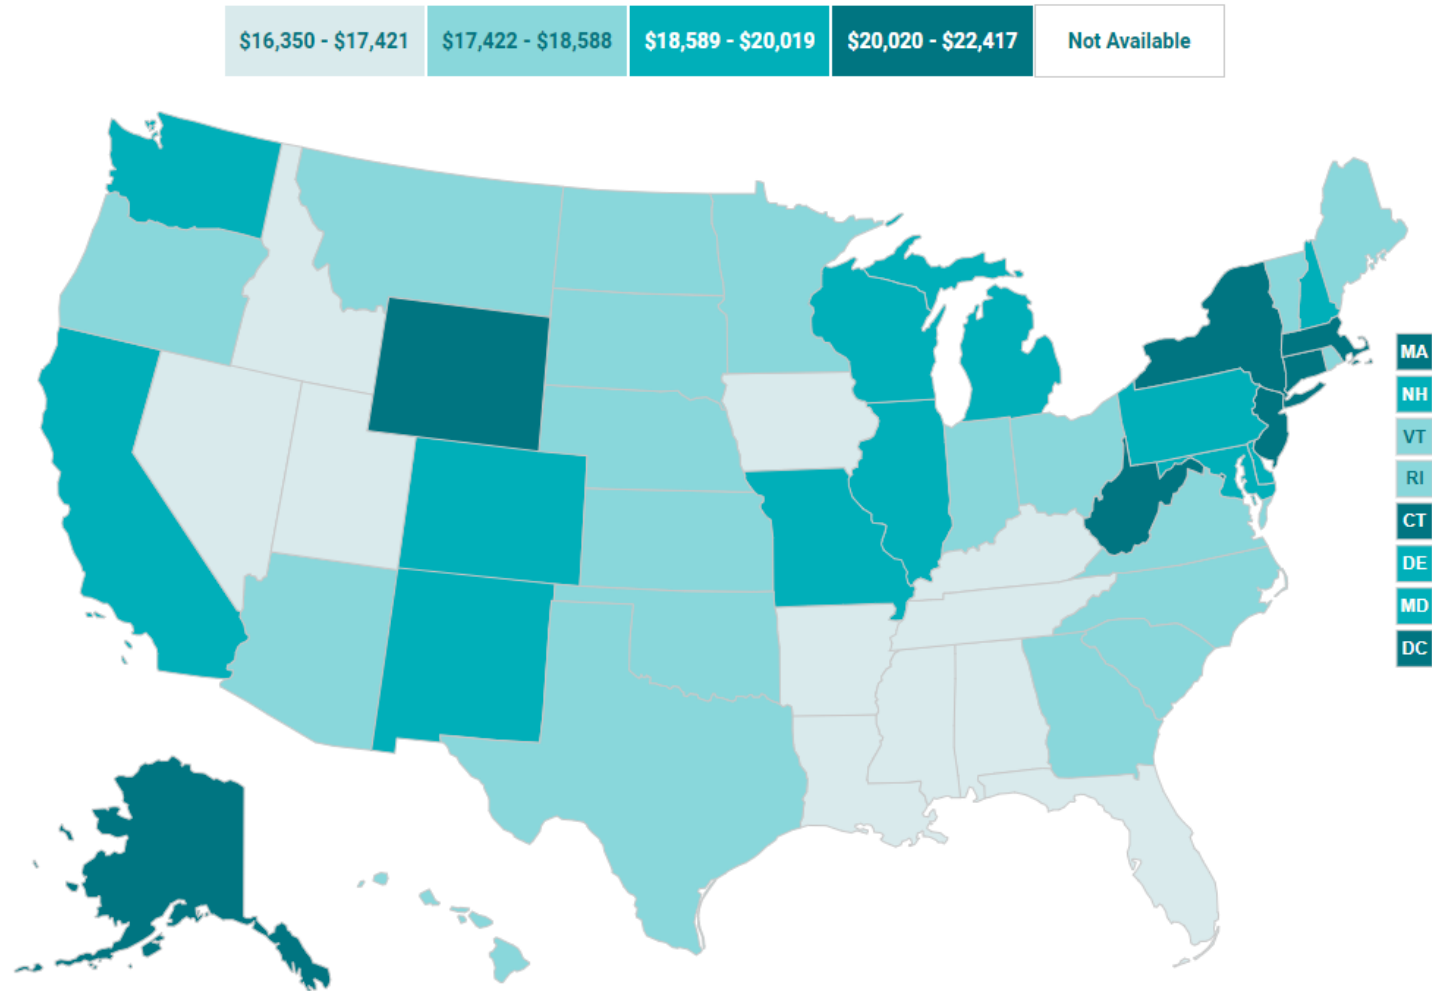 $16,350 - $17,421 $17,422 - $18,588 $18,589 - $20,019 $20,020 - $22,417 Not Available
MA
NH
VT
RI
CT
DE
MD
DC